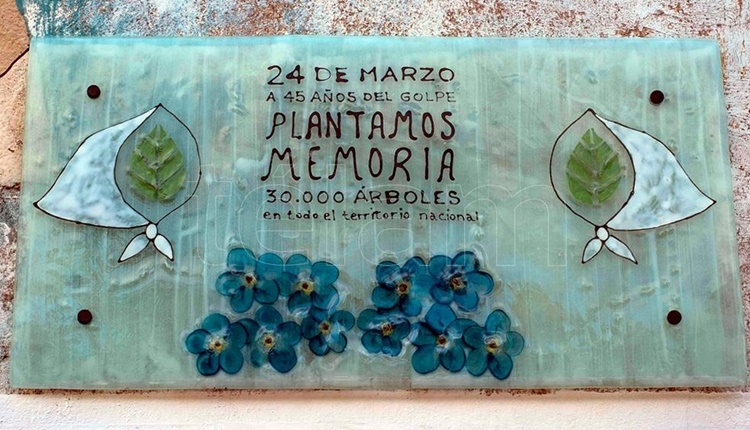 24 DE MARZO
A 45 AÑOS DEL GOLPE
PLANTAMOS
MEMORIA
30.000 ÁRBOLES
en todo el territorio nacional